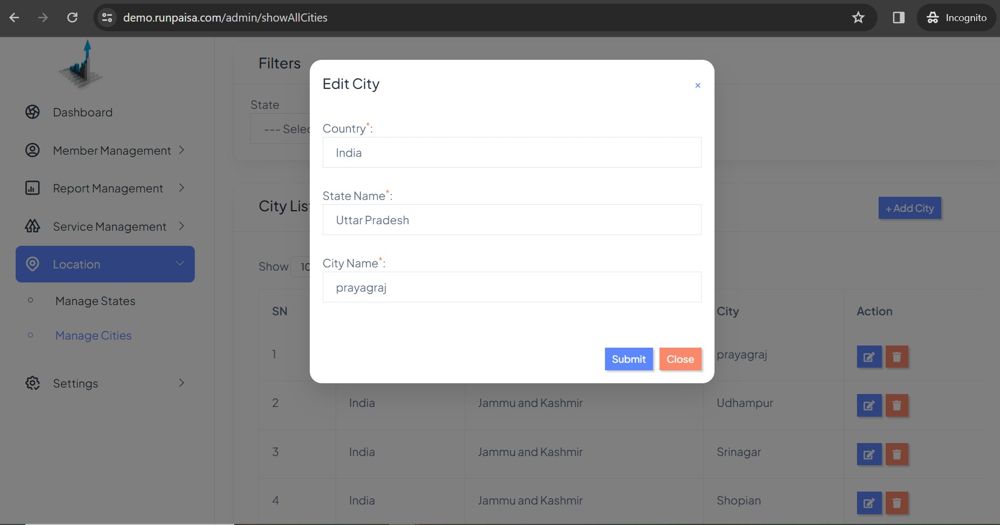 demo.runpaisa.com/admin/showAllCities
Incognito
Dashboard
Member Management
Report Management
Service Management
Location
Manage States
Manage Cities
Settings
Filters
State
--- Selec
City Lis
+ Add City
Show 10
SN City Action
1 prayagraj
2 India Jammu and Kashmir Udhampur
3 India Jammu and Kashmir Srinagar
4 India Jammu and Kashmir Shopian
Edit City
×
Country*:
India
State Name*:
Uttar Pradesh
City Name*:
prayagraj
Submit Close